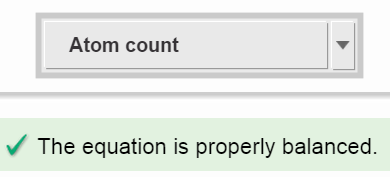 Atom count
The equation is properly balanced.